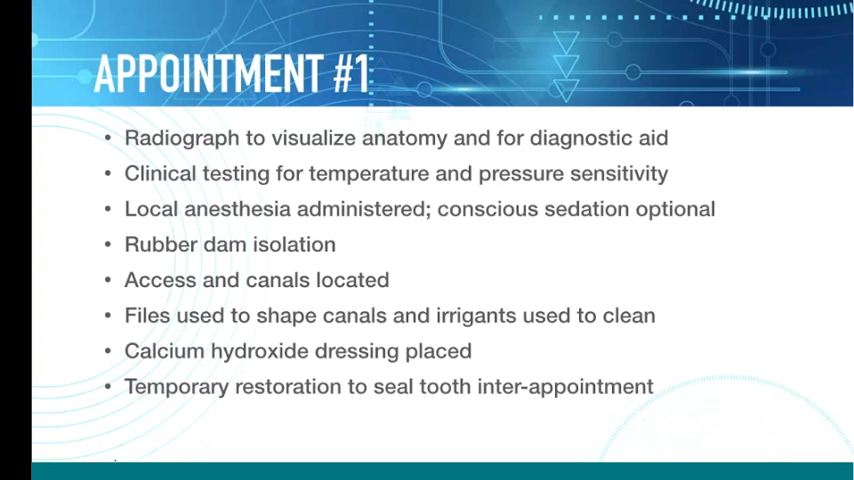 APPOINTMENT #1
• Radiograph to visualize anatomy and for diagnostic aid
• Clinical testing for temperature and pressure sensitivity
• Local anesthesia administered; conscious sedation optional
• Rubber dam isolation
• Access and canals located
• Files used to shape canals and irrigants used to clean
• Calcium hydroxide dressing placed
• Temporary restoration to seal tooth inter-appointment